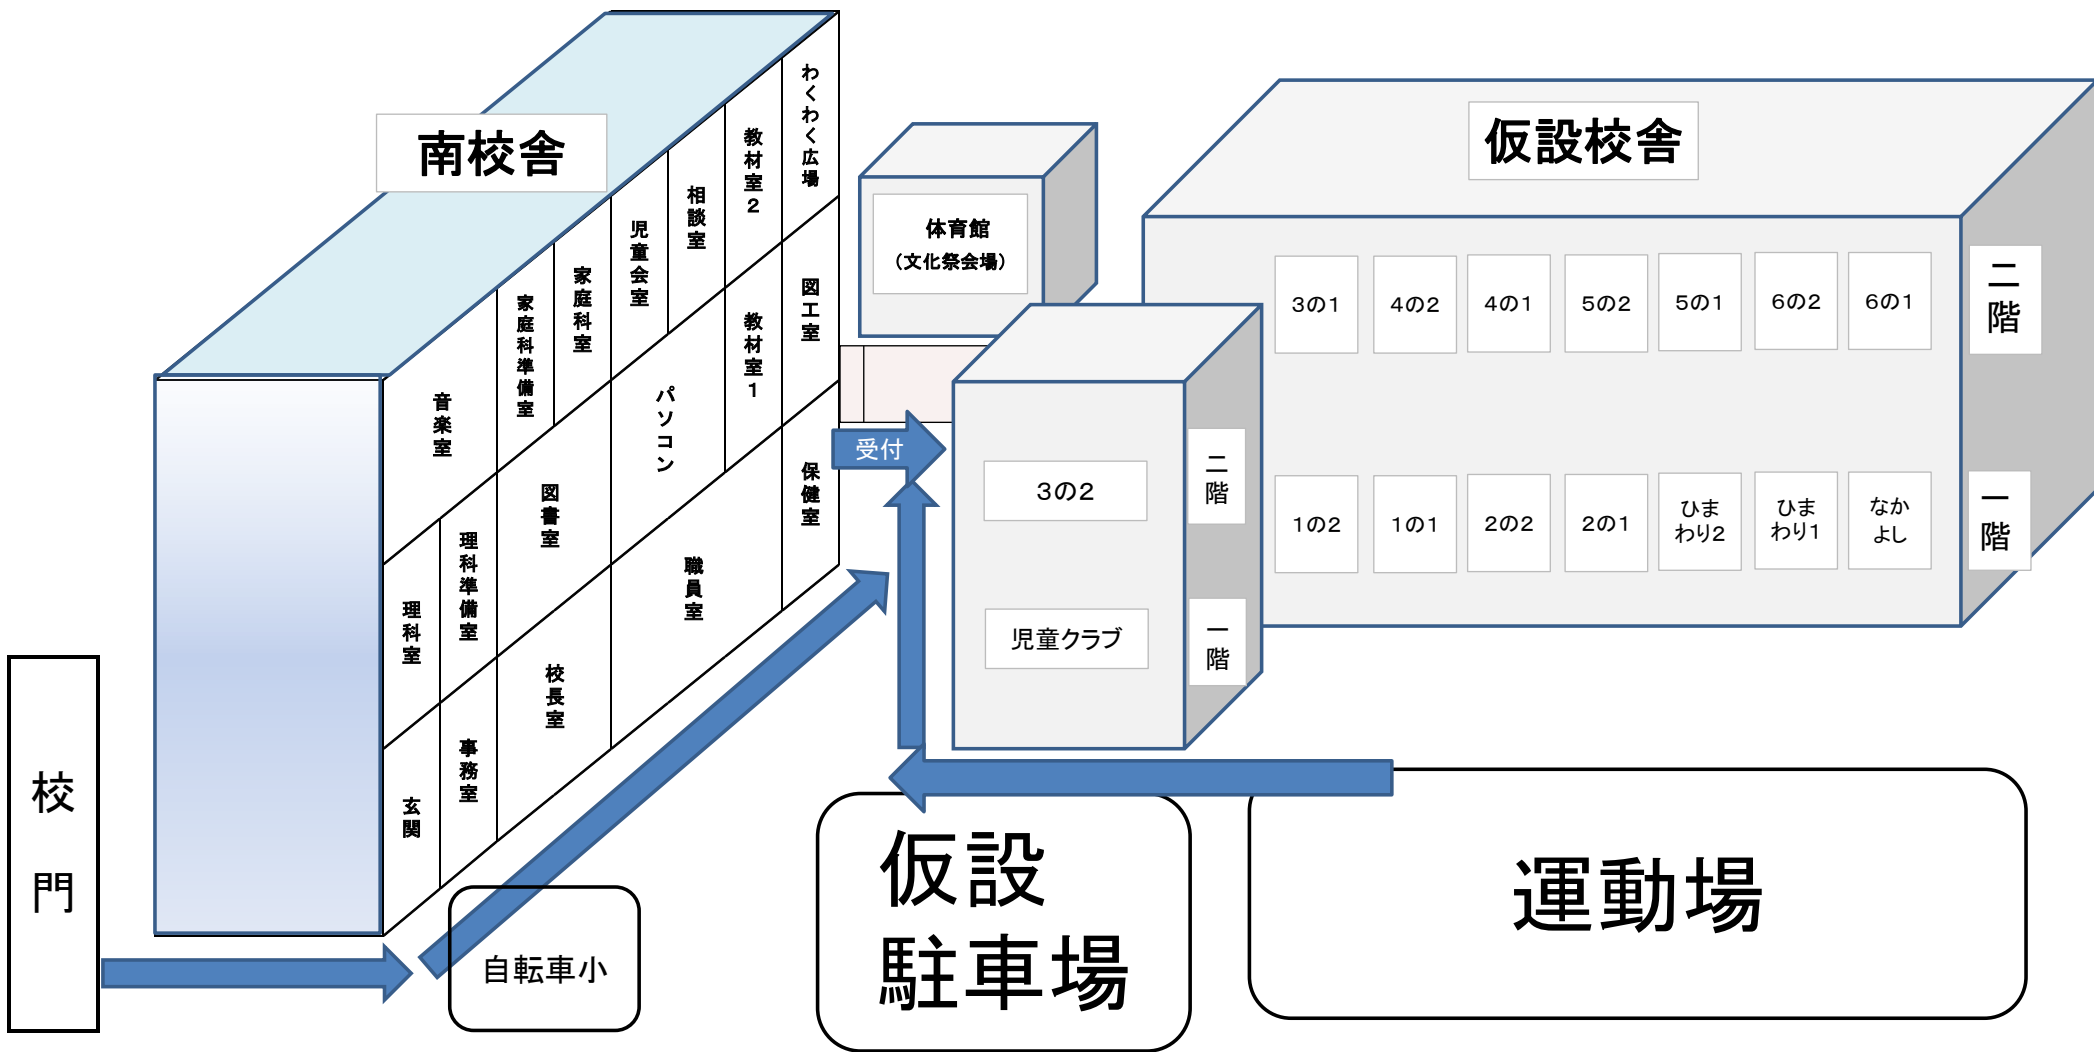 南校舎
わくわく広場
教材室2
相談室
児童会室
家庭科室
家庭科準備室
音楽室
図工室
教材室1
パソコン
図書室
理科準備室
理科室
保健室
職員室
校長室
事務室
玄関
体育館
(文化祭会場)
受付
仮設校舎
3の1
4の2
4の1
5の2
5の1
6の2
6の1
二階
1の2
1の1
2の2
2の1
ひま
わり2
ひま
わり1
なか
よし
一階
3の2
二階
児童クラブ
一階
校門
自転車小
仮設
駐車場
運動場